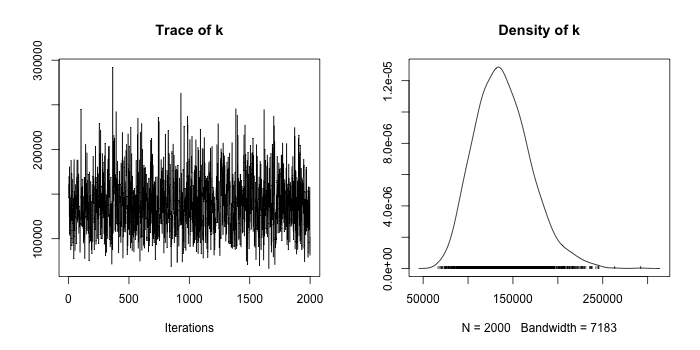 Trace of k
300000
200000
100000
0
500
1000
1500
2000
Iterations
Density of k
1.2e-05
8.0e-06
4.0e-06
0.0e+00
50000
150000
250000
N = 2000   Bandwidth = 7183